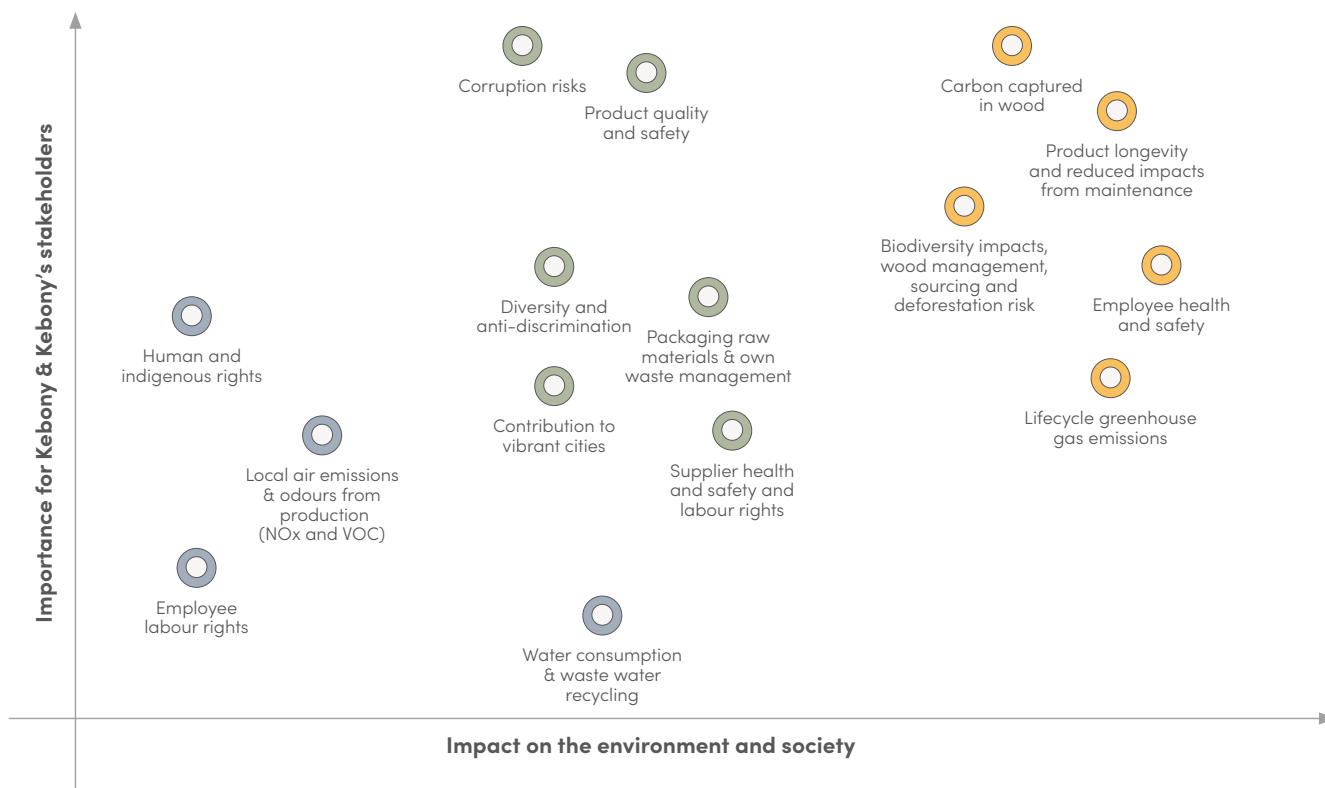 Importance for Kebony & Kebony's stakeholders
Corruption risks
Product quality
and safety
Carbon captured
in wood
Product longevity
and reduced impacts
from maintenance
Biodiversity impacts,
wood management,
sourcing and
deforestation risk
Employee health
and safety
Diversity and
anti-discrimination
Packaging raw
materials & own
waste management
Human and
indigenous rights
Contribution to
vibrant cities
Lifecycle greenhouse
gas emissions
Local air emissions
& odours from
production
(NOx and VOC)
Supplier health
and safety and
labour rights
Employee
labour rights
Water consumption
& waste water
recycling
Impact on the environment and society